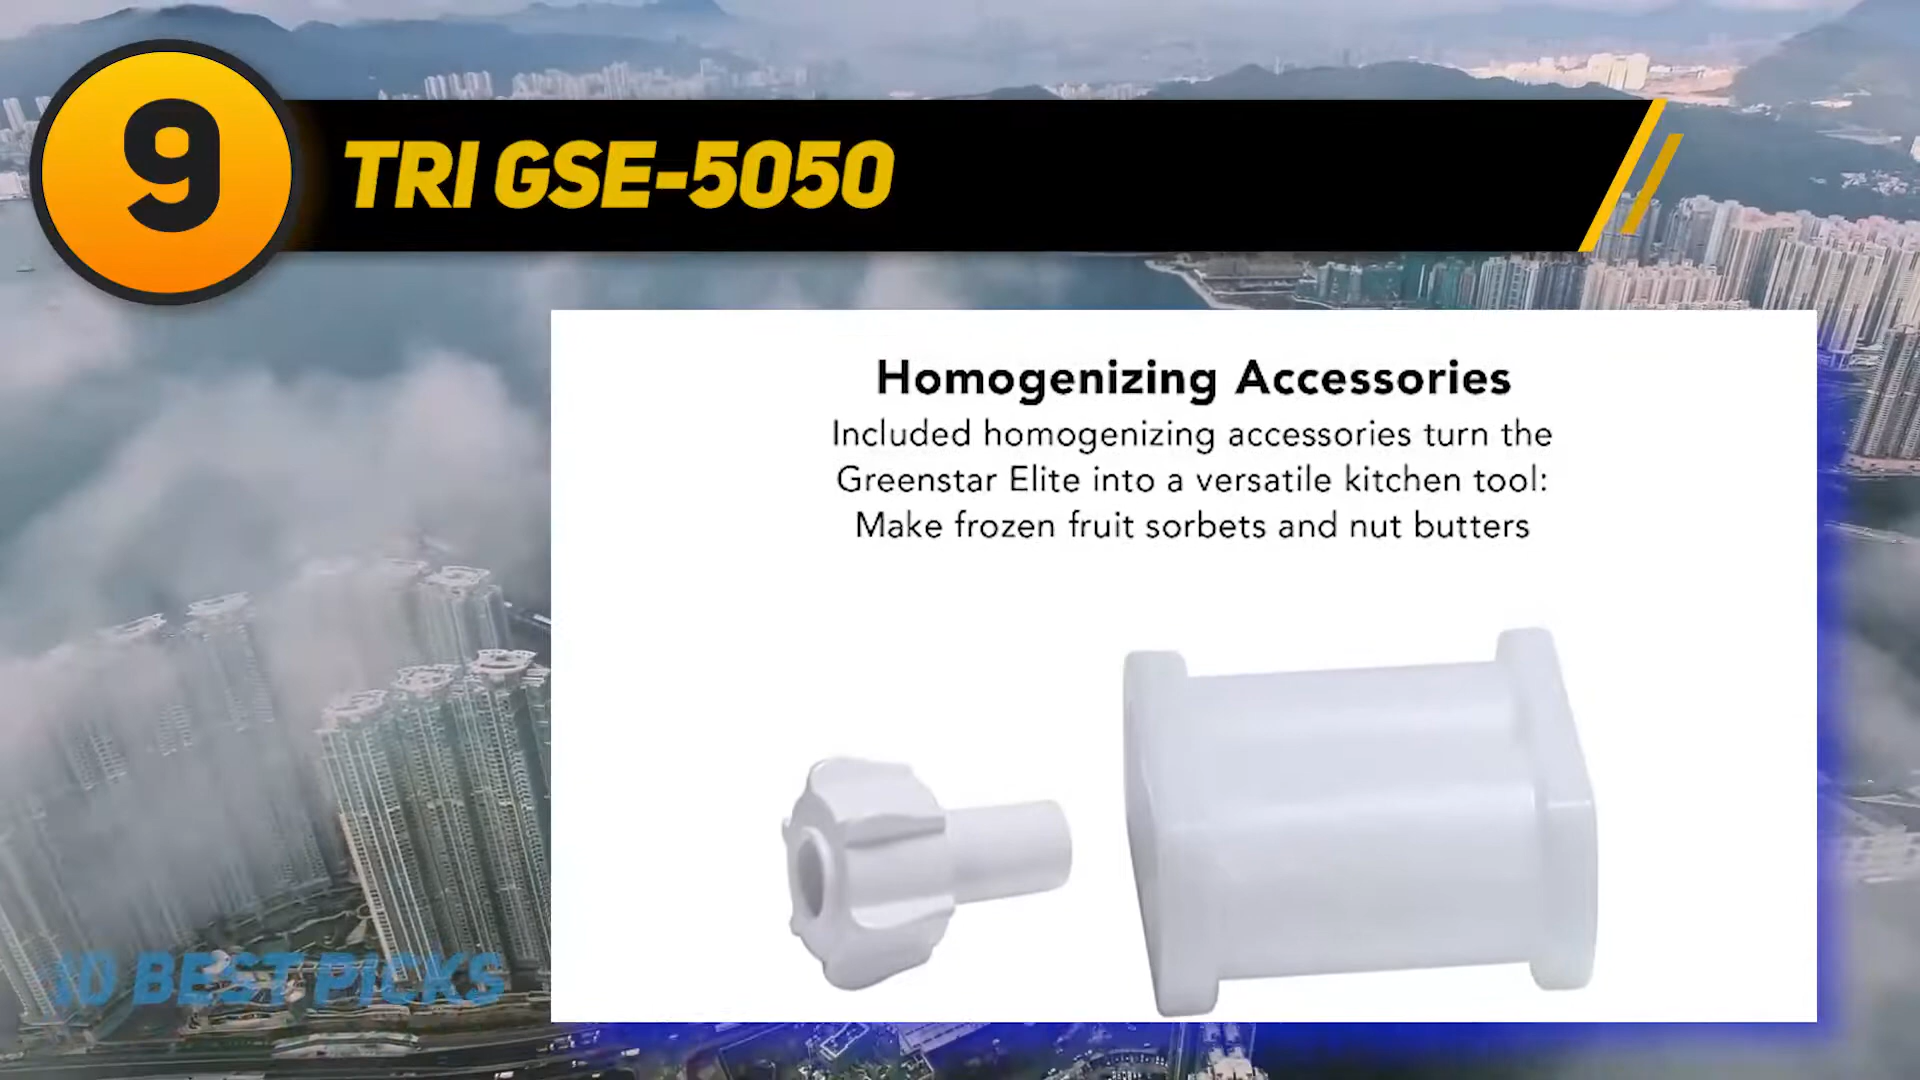 9
TRI GSE-5050
Homogenizing Accessories
Included homogenizing accessories turn the
Greenstar Elite into a versatile kitchen tool:
Make frozen fruit sorbets and nut butters
10 BEST PICKS